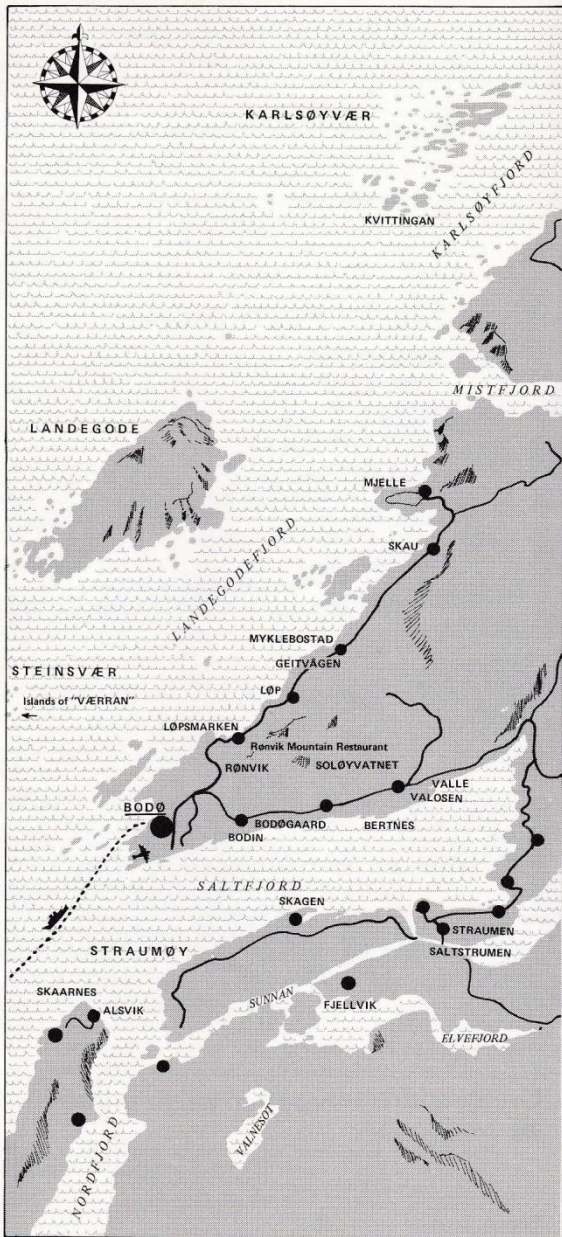 KARLSØYVÆR
KVITTINGAN
KARLSØYFJORD
MISTFJORD
LANDEGODE
MJELLE
SKAU
LANDEGODEFJORD
MYKLEBOSTAD
GEITVÅGEN
STEINSVÆR
LØP
Islands of "VÆRRAN"
LØPSMARKEN
Rønvik Mountain Restaurant
RØNVIK
SOLØYVATNET
VALLE
VALOSEN
BODØ
BODØGAARD
BERTNES
BODIN
SALTFJORD
SKAGEN
STRAUMEN
STRAUMØY
SALTSTRUMEN
SKAARNES
SUNNAN
FJELLVIK
ALSVIK
ELVEFJORD
VALNESOT
NORDFJORD